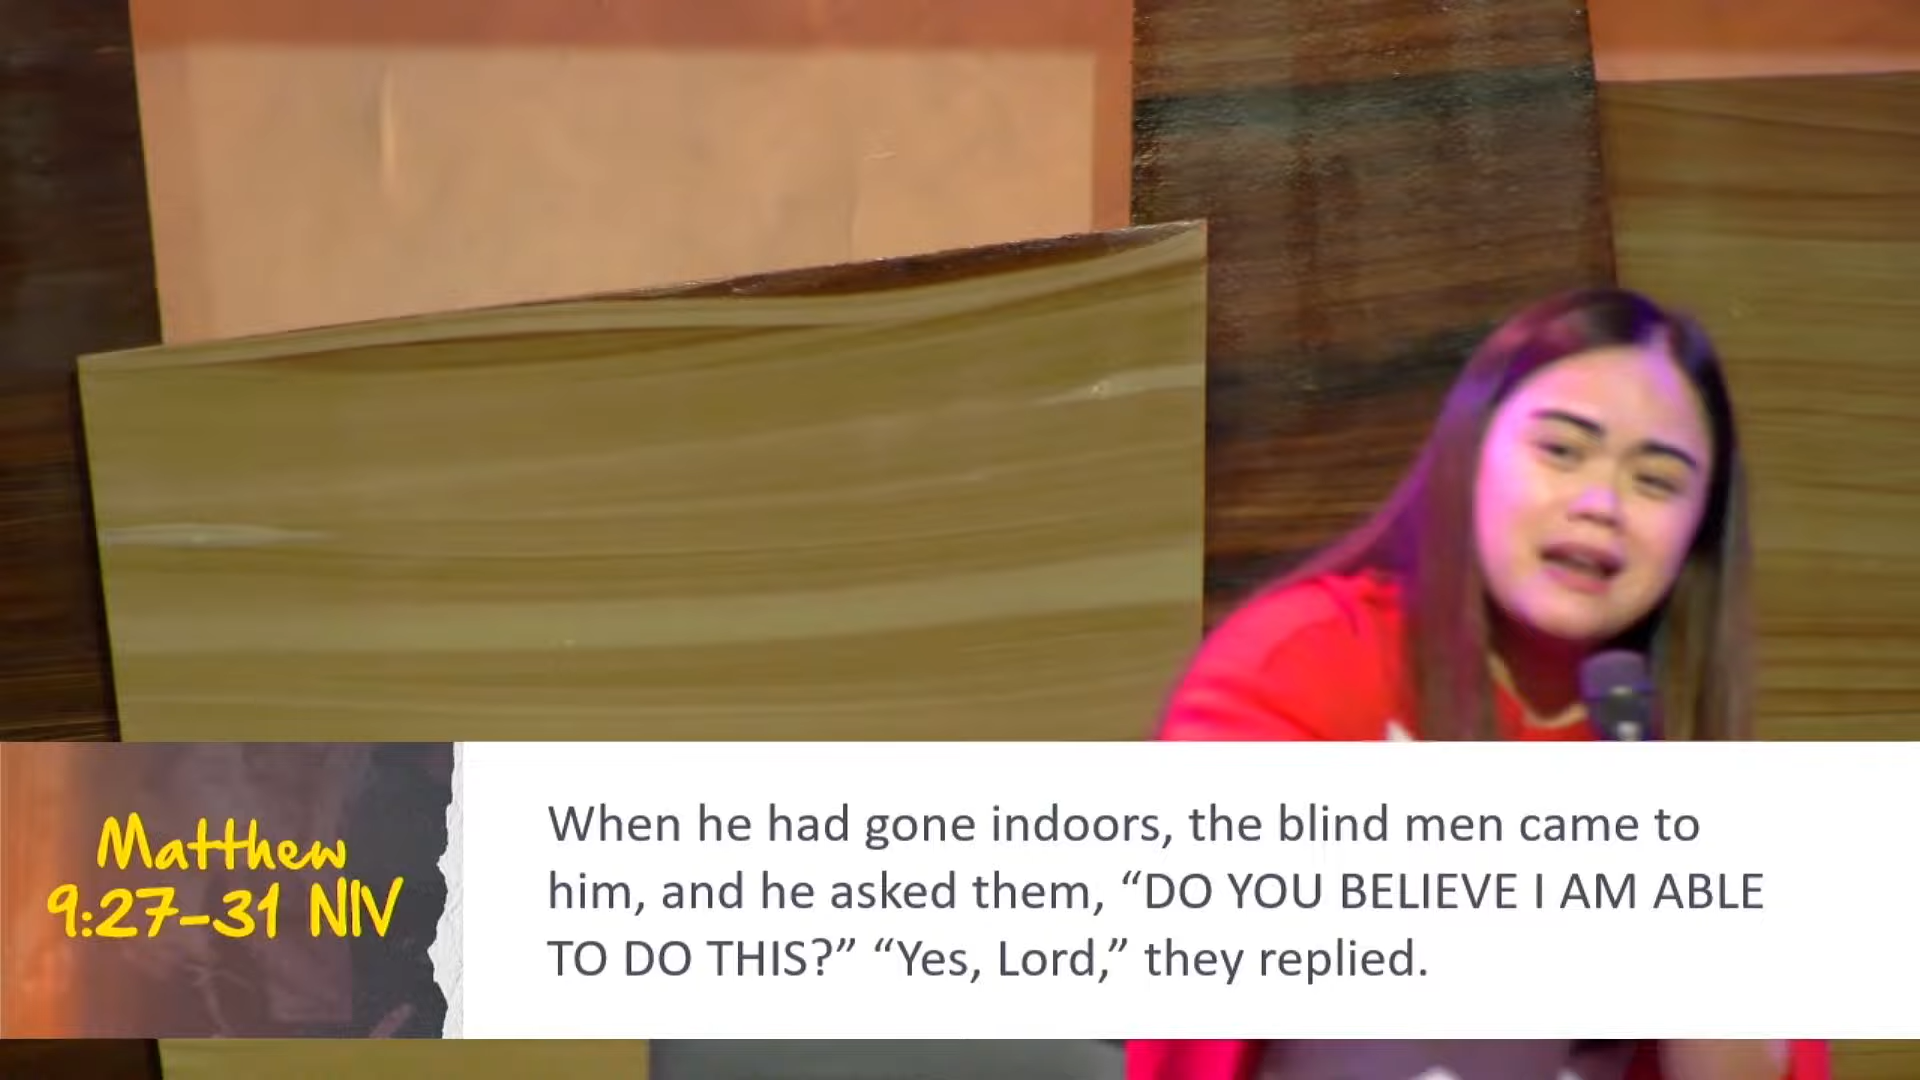 Matthew
9:27-31 NIV
When he had gone indoors, the blind men came to
him, and he asked them, “DO YOU BELIEVE I AM ABLE
TO DO THIS?” “Yes, Lord,” they replied.